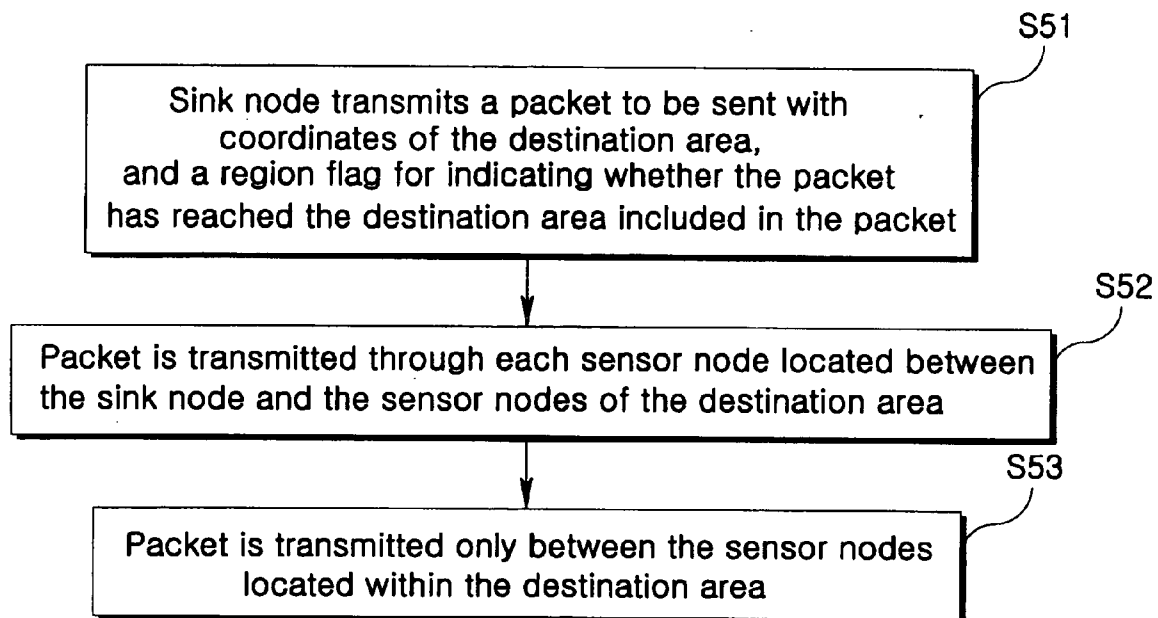 S51
Sink node transmits a packet to be sent with
coordinates of the destination area,
and a region flag for indicating whether the packet
has reached the destination area included in the packet
S52
Packet is transmitted through each sensor node located between
the sink node and the sensor nodes of the destination area
S53
Packet is transmitted only between the sensor nodes
located within the destination area